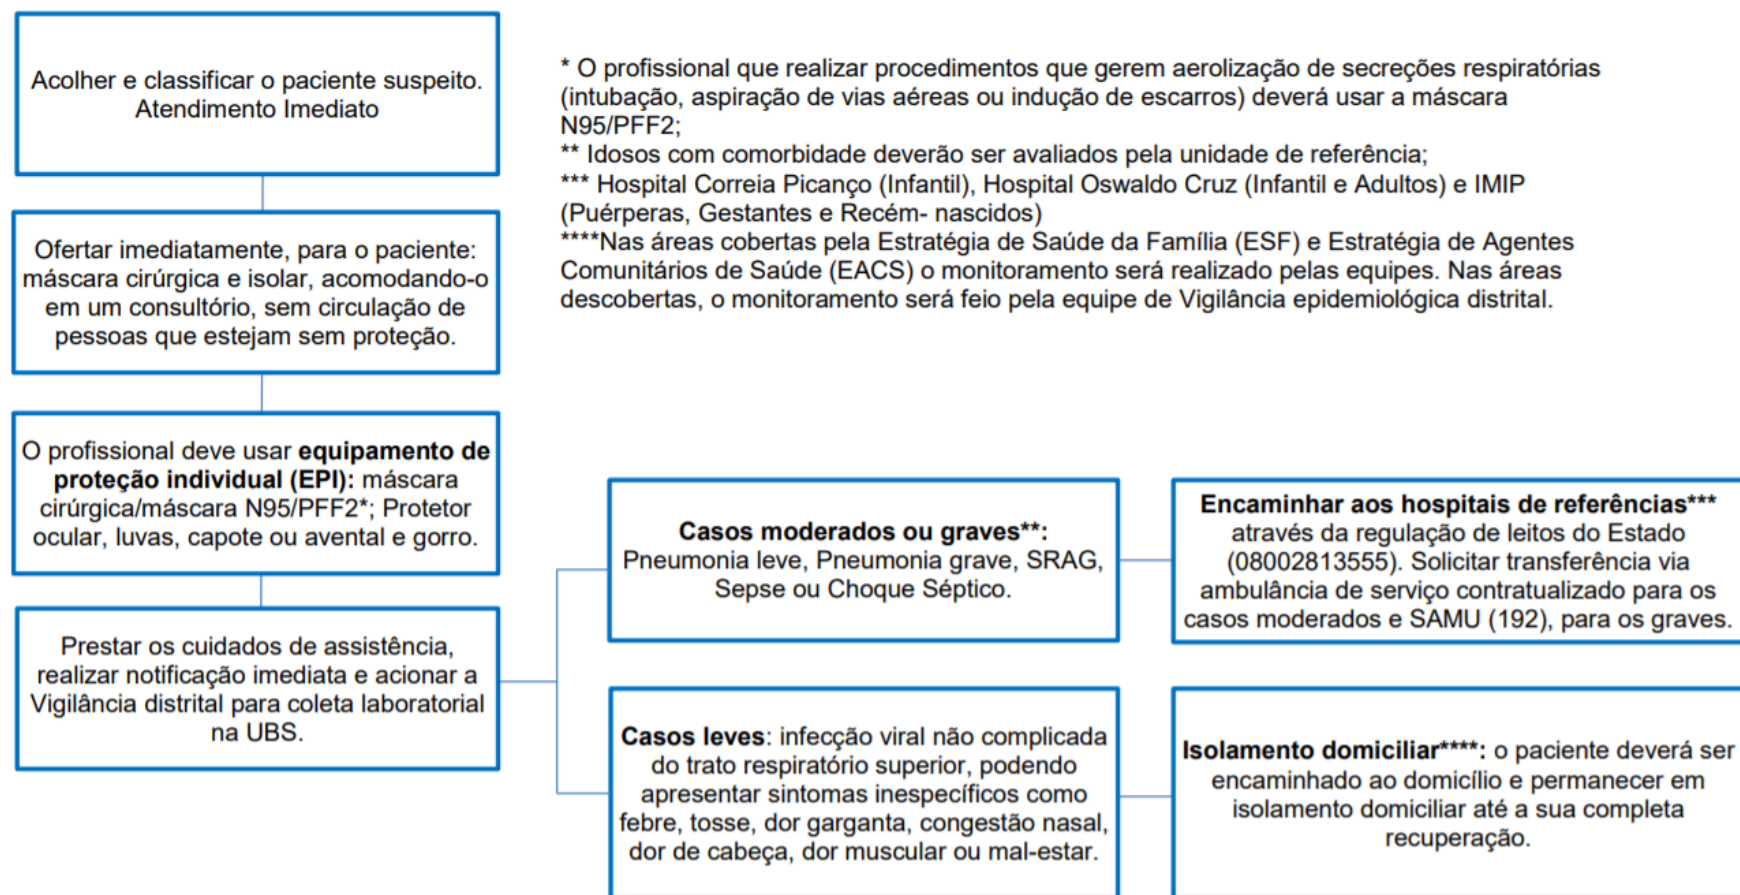 Acolher e classificar o paciente suspeito.
Atendimento Imediato
* O profissional que realizar procedimentos que gerem aerolização de secreções respiratórias
(intubação, aspiração de vias aéreas ou indução de escarros) deverá usar a máscara
N95/PFF2;
** Idosos com comorbidade deverão ser avaliados pela unidade de referência;
*** Hospital Correia Picanço (Infantil), Hospital Oswaldo Cruz (Infantil e Adultos) e IMIP
(Puérperas, Gestantes e Recém- nascidos)
****Nas áreas cobertas pela Estratégia de Saúde da Família (ESF) e Estratégia de Agentes
Comunitários de Saúde (EACS) o monitoramento será realizado pelas equipes. Nas áreas
descobertas, o monitoramento será feio pela equipe de Vigilância epidemiológica distrital.
Ofertar imediatamente, para o paciente:
máscara cirúrgica e isolar, acomodando-o
em um consultório, sem circulação de
pessoas que estejam sem proteção.
O profissional deve usar equipamento de
proteção individual (EPI): máscara
cirúrgica/máscara N95/PFF2*; Protetor
ocular, luvas, capote ou avental e gorro.
Prestar os cuidados de assistência,
realizar notificação imediata e acionar a
Vigilância distrital para coleta laboratorial
na UBS.
Casos moderados ou graves**:
Pneumonia leve, Pneumonia grave, SRAG,
Sepse ou Choque Séptico.
Encaminhar aos hospitais de referências***
através da regulação de leitos do Estado
(08002813555). Solicitar transferência via
ambulância de serviço contratualizado para os
casos moderados e SAMU (192), para os graves.
Casos leves: infecção viral não complicada
do trato respiratório superior, podendo
apresentar sintomas inespecíficos como
febre, tosse, dor garganta, congestão nasal,
dor de cabeça, dor muscular ou mal-estar.
Isolamento domiciliar****: o paciente deverá ser
encaminhado ao domicílio e permanecer em
isolamento domiciliar até a sua completa
recuperação.